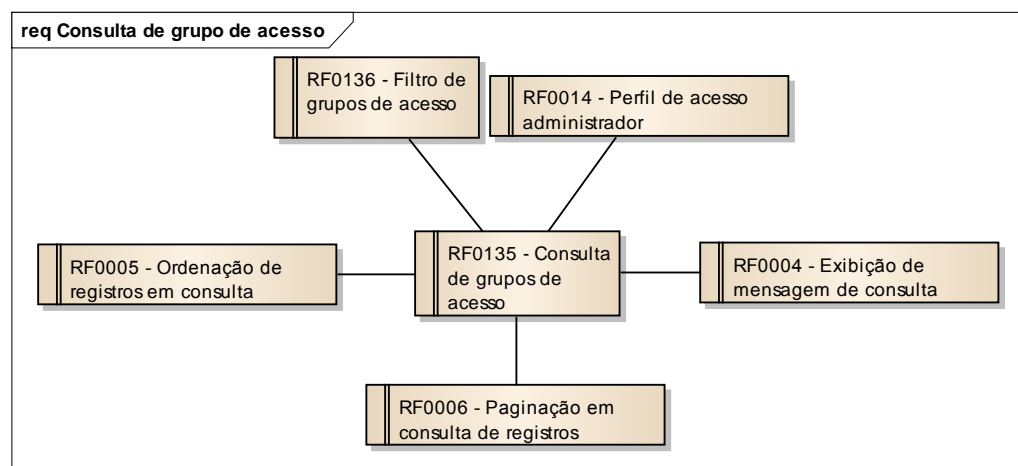 req Consulta de grupo de acesso
RF0136 - Filtro de
grupos de acesso
RF0014 - Perfil de acesso
administrador
RF0005 - Ordenação de
registros em consulta
RF0135 - Consulta
de grupos de
acesso
RF0004 - Exibição de
mensagem de consulta
RF0006 - Paginação em
consulta de registros